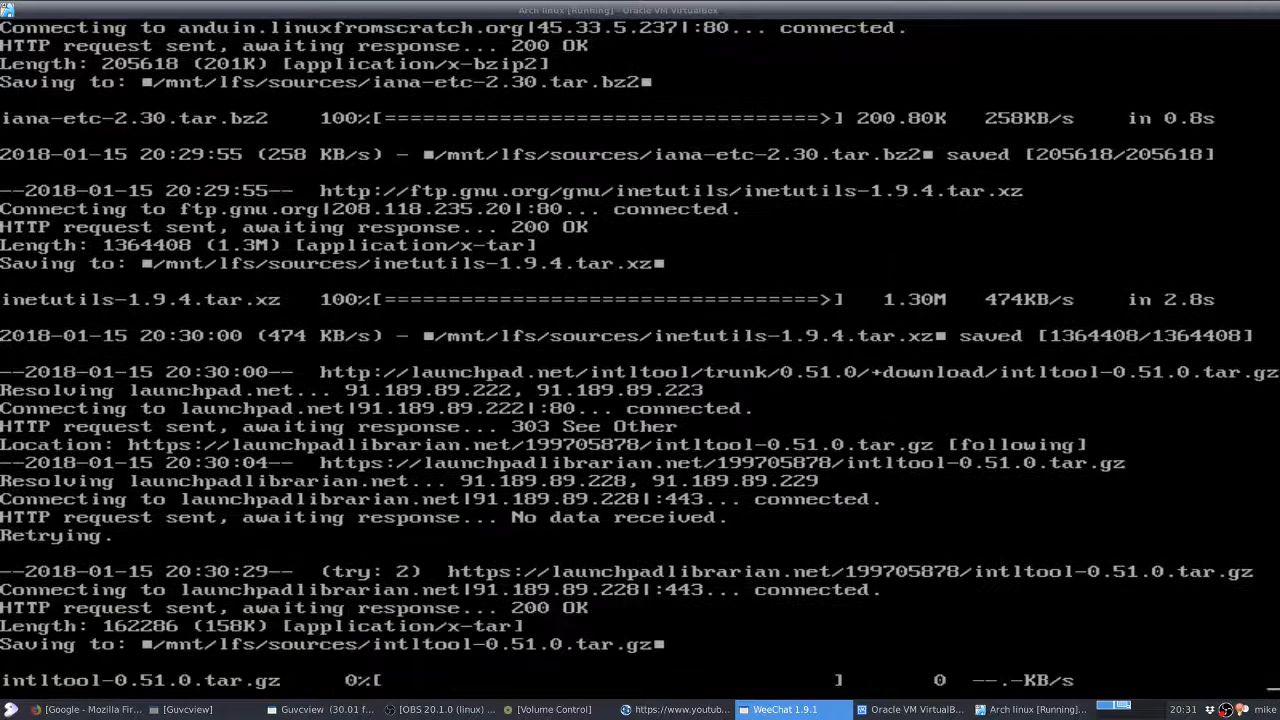 Arch linux [Running] - Oracle VM VirtualBox
Connecting to anduin.linuxfromscratch.org|45.33.5.237|:80... connected.
HTTP request sent, awaiting response... 200 OK
Length: 205618 (201K) [application/x-bzip2]
Saving to: ■/mnt/lfs/sources/iana-etc-2.30.tar.bz2■
iana-etc-2.30.tar.bz2 100%[===================================>] 200.80K 258KB/s in 0.8s
2018-01-15 20:29:55 (258 KB/s) - ■/mnt/lfs/sources/iana-etc-2.30.tar.bz2■ saved [205618/205618]
--2018-01-15 20:29:55-- http://ftp.gnu.org/gnu/inetutils/inetutils-1.9.4.tar.xz
Connecting to ftp.gnu.org|208.118.235.20|:80... connected.
HTTP request sent, awaiting response... 200 OK
Length: 1364408 (1.3M) [application/x-tar]
Saving to: ■/mnt/lfs/sources/inetutils-1.9.4.tar.xz■
inetutils-1.9.4.tar.xz 100%[===================================>] 1.30M 474KB/s in 2.8s
2018-01-15 20:30:00 (474 KB/s) - ■/mnt/lfs/sources/inetutils-1.9.4.tar.xz■ saved [1364408/1364408]
--2018-01-15 20:30:00-- http://launchpad.net/intltool/trunk/0.51.0/+download/intltool-0.51.0.tar.gz
Resolving launchpad.net... 91.189.89.222, 91.189.89.223
Connecting to launchpad.net|91.189.89.222|:80... connected.
HTTP request sent, awaiting response... 303 See Other
Location: https://launchpadlibrarian.net/199705878/intltool-0.51.0.tar.gz [following]
--2018-01-15 20:30:04-- https://launchpadlibrarian.net/199705878/intltool-0.51.0.tar.gz
Resolving launchpadlibrarian.net... 91.189.89.228, 91.189.89.229
Connecting to launchpadlibrarian.net|91.189.89.228|:443... connected.
HTTP request sent, awaiting response... No data received.
Retrying.
--2018-01-15 20:30:29-- (try: 2) https://launchpadlibrarian.net/199705878/intltool-0.51.0.tar.gz
Connecting to launchpadlibrarian.net|91.189.89.228|:443... connected.
HTTP request sent, awaiting response... 200 OK
Length: 162286 (158K) [application/x-tar]
Saving to: ■/mnt/lfs/sources/intltool-0.51.0.tar.gz■
intltool-0.51.0.tar.gz 0%[ ] 0 --.-KB/s
[Google - Mozilla Fir... [Guvcview] Guvcview (30.01 f... [OBS 20.1.0 (linux) ... [Volume Control] https://www.youtub... WeeChat 1.9.1 Oracle VM VirtualB... Arch linux [Running]... 20:31 mike